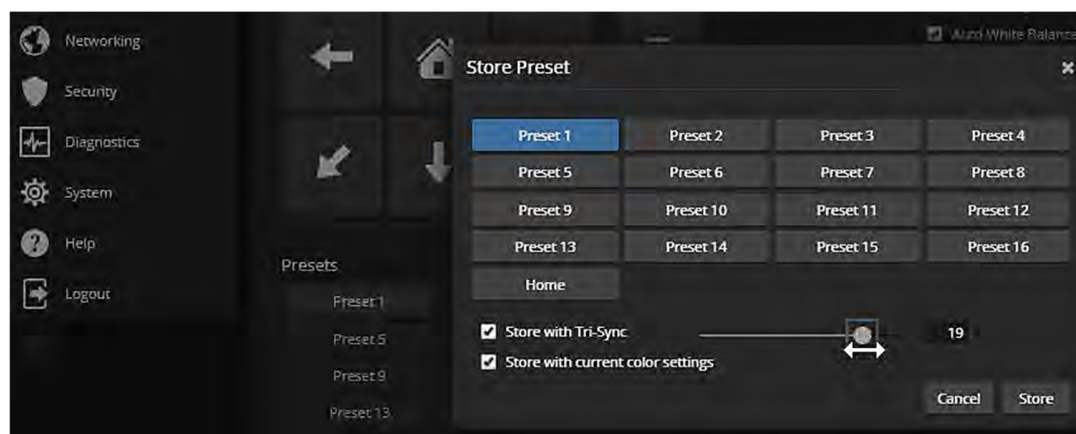 Networking
Security
Diagnostics
System
Help
Logout
Auto White Balance
Presets
Preset 1
Preset 5
Preset 9
Preset 13
Store Preset
Preset 1 Preset 2 Preset 3 Preset 4
Preset 5 Preset 6 Preset 7 Preset 8
Preset 9 Preset 10 Preset 11 Preset 12
Preset 13 Preset 14 Preset 15 Preset 16
Home
Store with Tri-Sync 19
Store with current color settings
Cancel Store